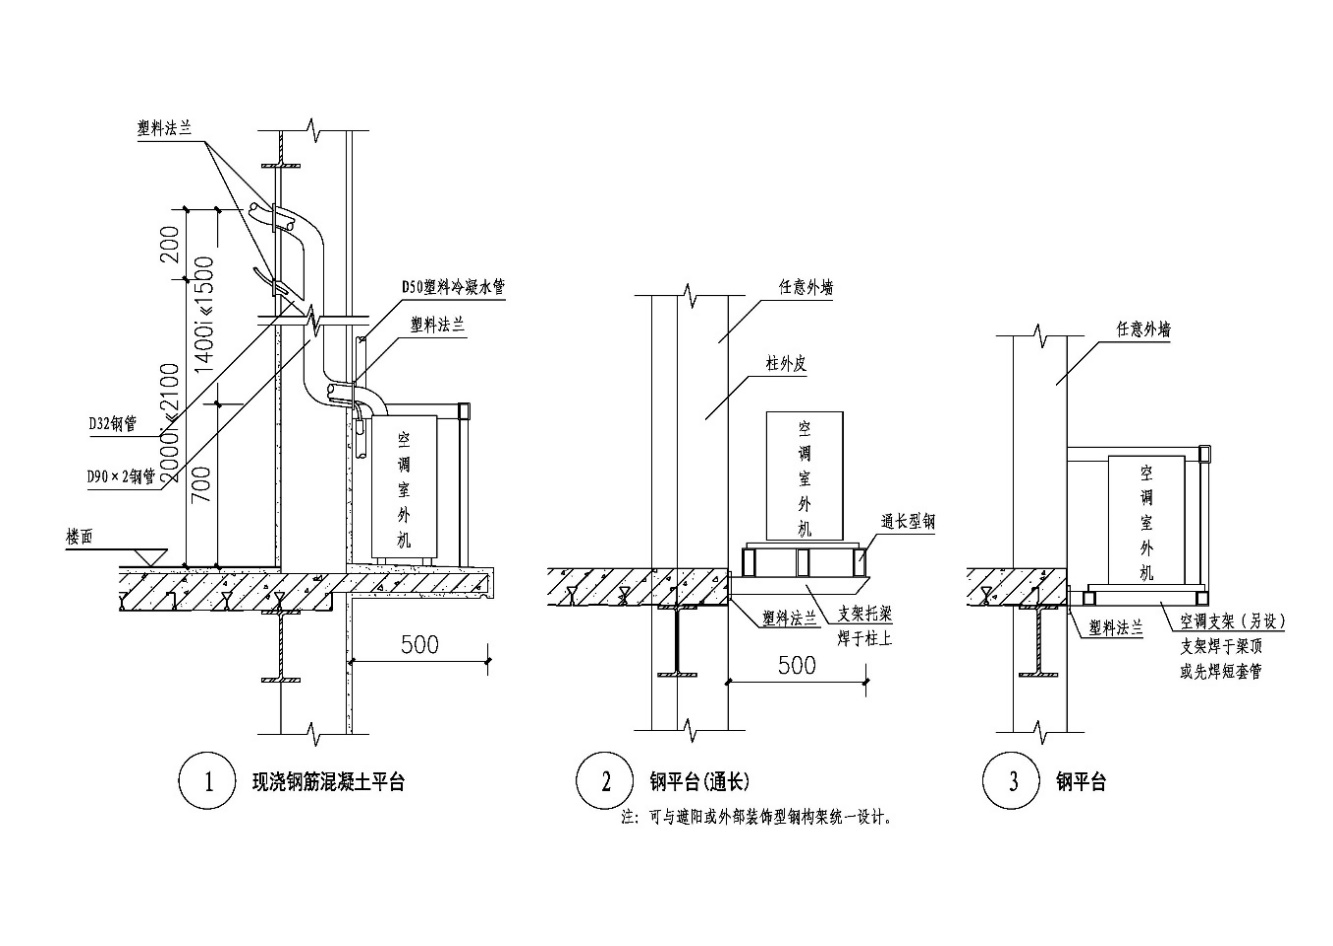 塑料法兰
200
1400i«1500
2000i«2100
700
D32钢管
D90×2钢管
楼面
D50塑料冷凝水管
塑料法兰
空调室外机
500
1
现浇钢筋混凝土平台
任意外墙
柱外皮
空调室外机
通长型钢
塑料法兰
支架托梁
焊于柱上
500
2
钢平台(通长)
注：可与遮阳或外部装饰型钢构架统一设计。
任意外墙
空调室外机
塑料法兰
空调支架(另设)
支架焊于梁顶
或先焊短套管
3
钢平台